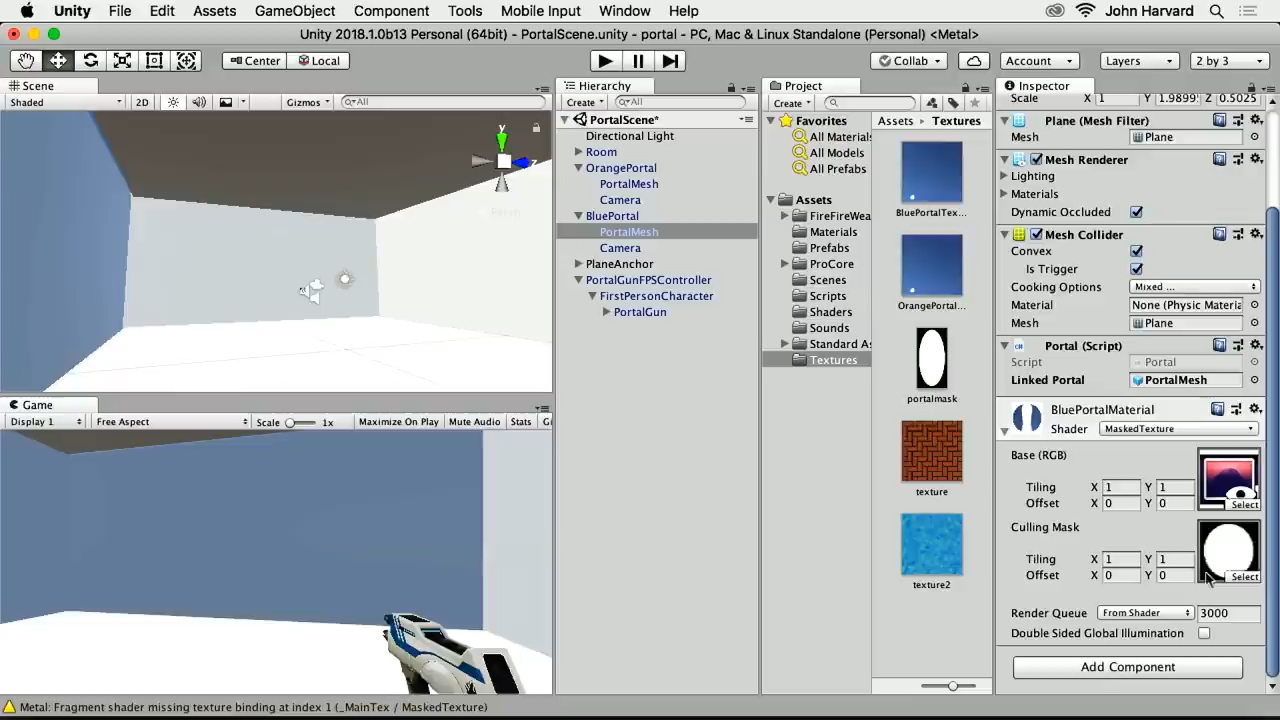 Unity File Edit Assets GameObject Component Tools Mobile Input Window Help John Harvard
Unity 2018.1.0b13 Personal (64bit) - PortalScene.unity - portal - PC, Mac & Linux Standalone (Personal) <Metal>
Center Local Collab Account Layers 2 by 3
Scene
Shaded 2D Gizmos All
y
z
Game
Display 1 Free Aspect Scale 1x Maximize On Play Mute Audio Stats G
Hierarchy
Create All
PortalScene*
Directional Light
Room
OrangePortal
PortalMesh
Camera
BluePortal
PortalMesh
Camera
PlaneAnchor
PortalGunFPSController
FirstPersonCharacter
PortalGun
Project
Create
Favorites
All Materials
All Models
All Prefabs
Assets
FireFireWea
Materials
Prefabs
ProCore
Scenes
Scripts
Shaders
Sounds
Standard As
Textures
Assets Textures
BluePortalTex...
OrangePortal...
portalmask
texture
texture2
Inspector
Scale X 1 Y 1.9899 Z 0.5025
Plane (Mesh Filter)
Mesh Plane
Mesh Renderer
Lighting
Materials
Dynamic Occluded
Mesh Collider
Convex
Is Trigger
Cooking Options Mixed ...
Material None (Physic Materia
Mesh Plane
Portal (Script)
Script Portal
Linked Portal PortalMesh
BluePortalMaterial
Shader MaskedTexture
Base (RGB)
Tiling X 1 Y 1
Offset X 0 Y 0 Select
Culling Mask
Tiling X 1 Y 1
Offset X 0 Y 0 Select
Render Queue From Shader 3000
Double Sided Global Illumination
Add Component
Metal: Fragment shader missing texture binding at index 1 (_MainTex / MaskedTexture)